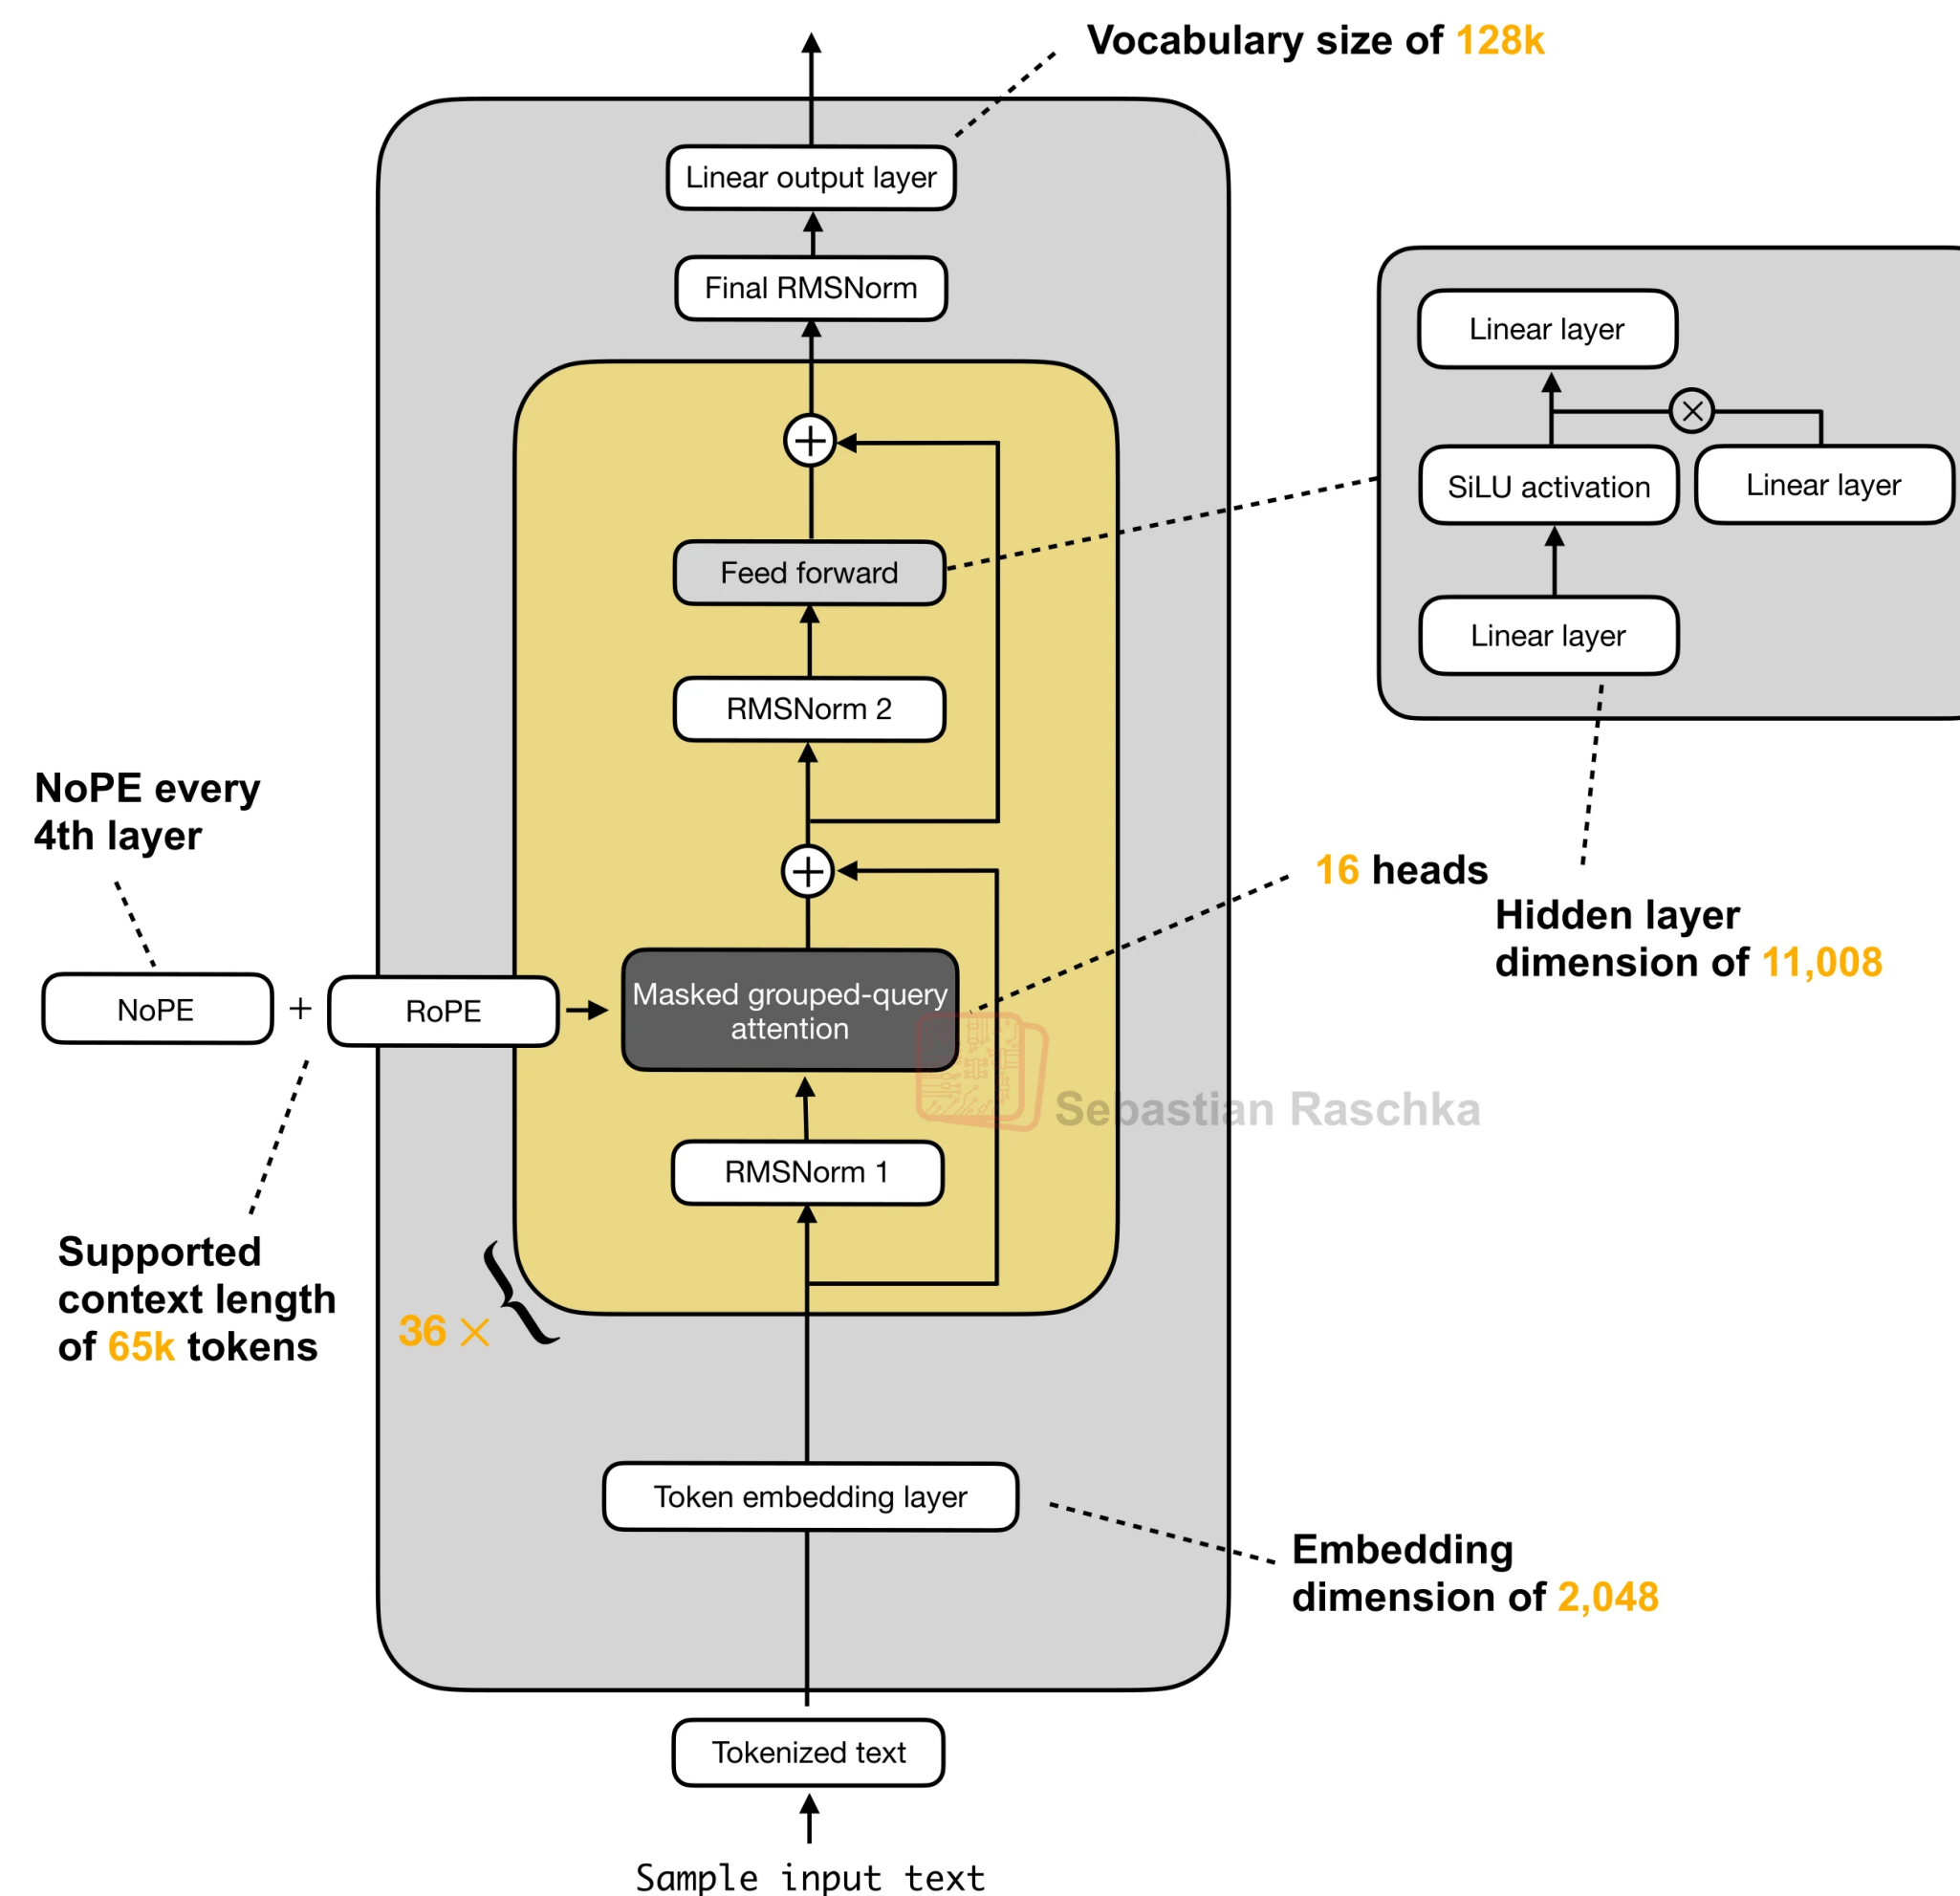 Vocabulary size of 128k
Linear output layer
Final RMSNorm
Linear layer
SiLU activation
Linear layer
Linear layer
Feed forward
RMSNorm 2
NoPE every
4th layer
16 heads
Hidden layer
dimension of 11,008
NoPE
+
RoPE
Masked grouped-query
attention
Sebastian Raschka
RMSNorm 1
Supported
context length
of 65k tokens
36 ×
Token embedding layer
Embedding
dimension of 2,048
Tokenized text
Sample input text